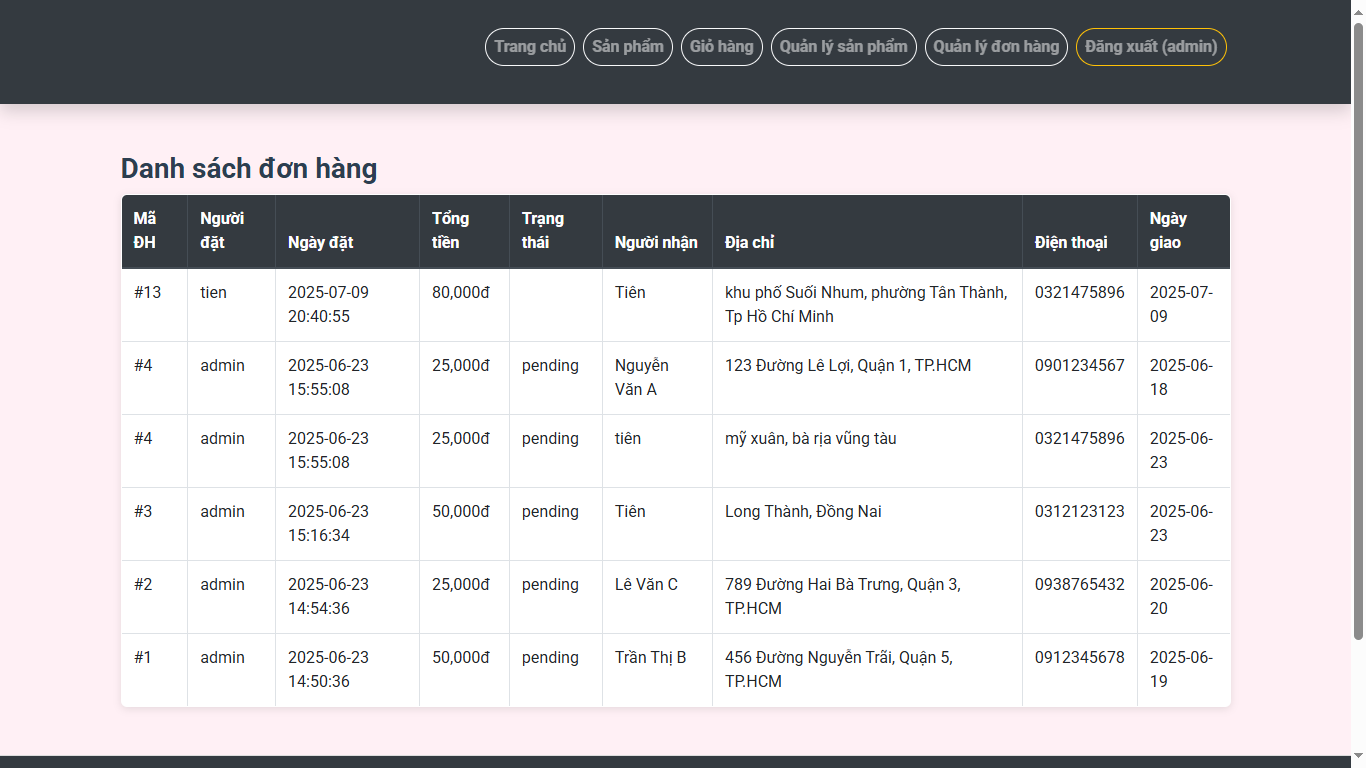 Trang chủ Sản phẩm Giỏ hàng Quản lý sản phẩm Quản lý đơn hàng Đăng xuất (admin)
Danh sách đơn hàng
Mã ĐH Người đặt Ngày đặt Tổng tiền Trạng thái Người nhận Địa chỉ Điện thoại Ngày giao
#13 tien 2025-07-09 80,000đ Tiên khu phố Suối Nhum, phường Tân Thành, 0321475896 2025-07-
20:40:55 Tp Hồ Chí Minh 09
#4 admin 2025-06-23 25,000đ pending Nguyễn 123 Đường Lê Lợi, Quận 1, TP.HCM 0901234567 2025-06-
15:55:08 Văn A 18
#4 admin 2025-06-23 25,000đ pending tiên mỹ xuân, bà rịa vũng tàu 0321475896 2025-06-
15:55:08 23
#3 admin 2025-06-23 50,000đ pending Tiên Long Thành, Đồng Nai 0312123123 2025-06-
15:16:34 23
#2 admin 2025-06-23 25,000đ pending Lê Văn C 789 Đường Hai Bà Trưng, Quận 3, 0938765432 2025-06-
14:54:36 TP.HCM 20
#1 admin 2025-06-23 50,000đ pending Trần Thị B 456 Đường Nguyễn Trãi, Quận 5, 0912345678 2025-06-
14:50:36 TP.HCM 19